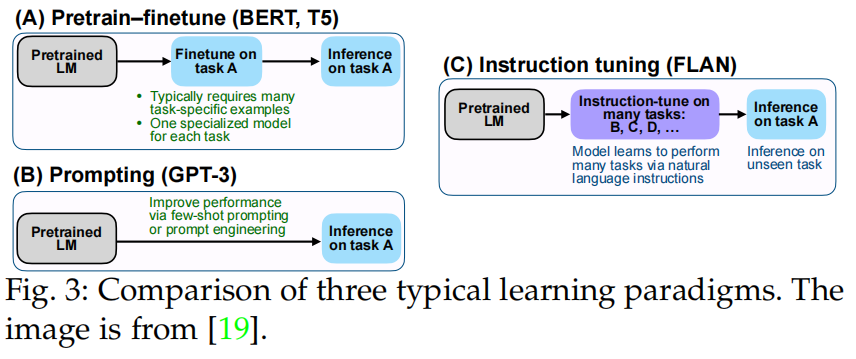 (A) Pretrain–finetune (BERT, T5)
Pretrained
LM
Finetune on
task A
Inference
on task A
• Typically requires many
task-specific examples
• One specialized model
for each task
(B) Prompting (GPT-3)
Pretrained
LM
Improve performance
via few-shot prompting
or prompt engineering
Inference
on task A
(C) Instruction tuning (FLAN)
Pretrained
LM
Instruction-tune on
many tasks:
B, C, D, …
Inference
on task A
Model learns to perform
many tasks via natural
language instructions
Inference on
unseen task
Fig. 3: Comparison of three typical learning paradigms. The
image is from [19].